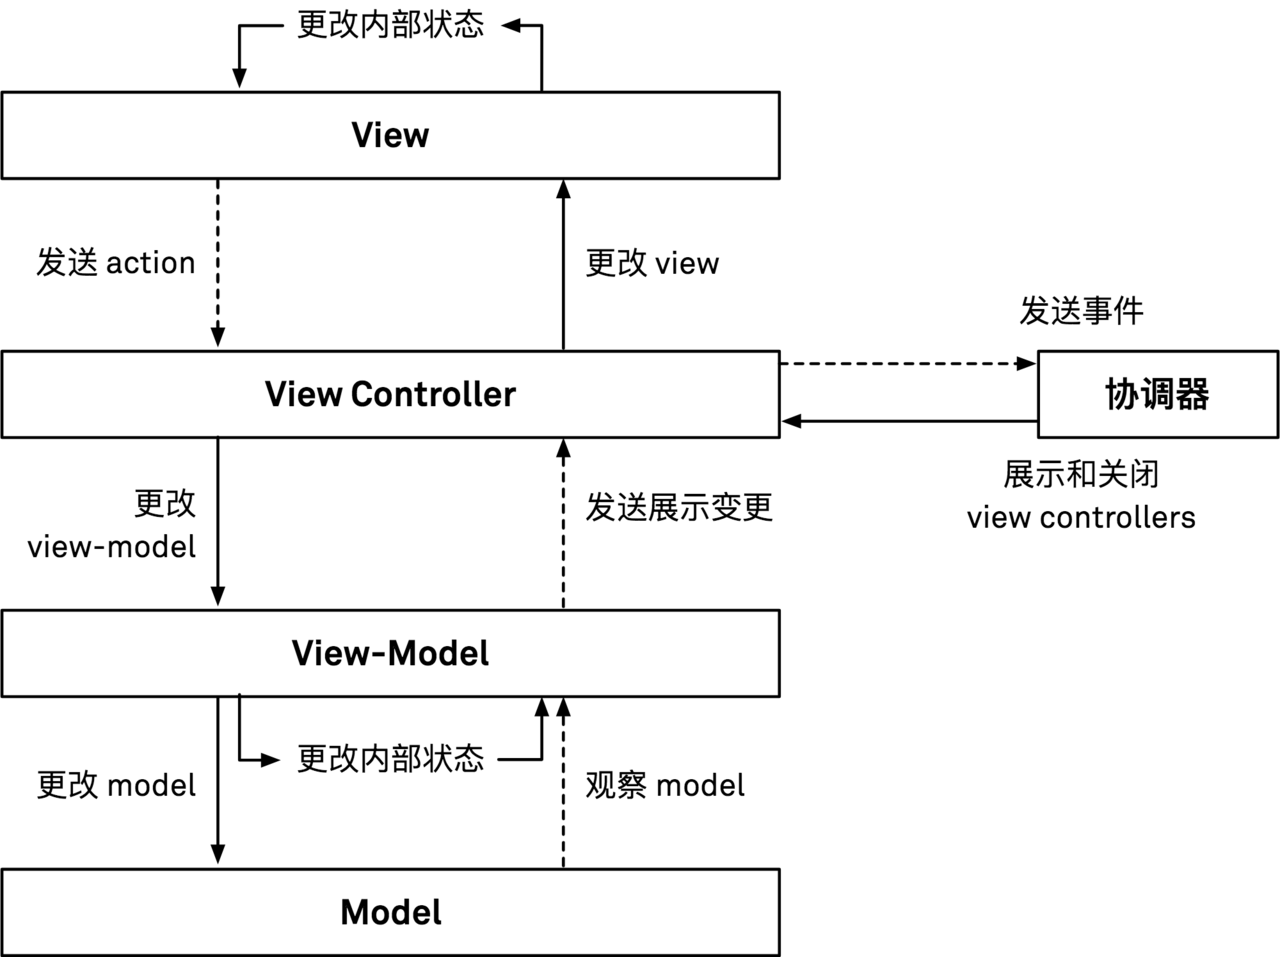 更改内部状态
View
发送 action
更改 view
发送事件
View Controller
协调器
更改
view-model
发送展示变更
展示和关闭
view controllers
View-Model
更改内部状态
更改 model
观察 model
Model